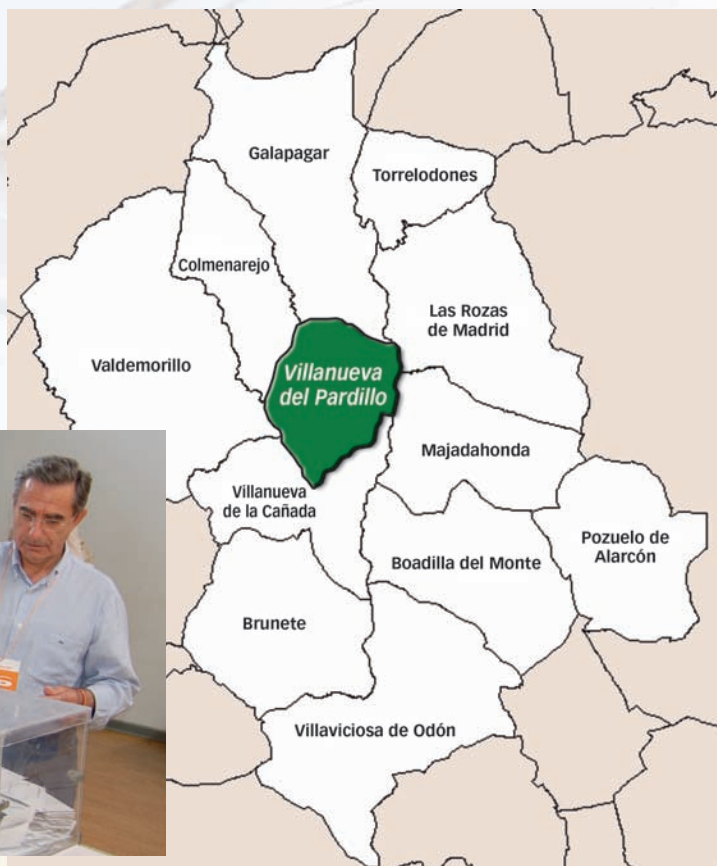 Galapagar
Torrelodones
Colmenarejo
Las Rozas
de Madrid
Valdemorillo
Villanueva
del Pardillo
Majadahonda
Villanueva
de la Cañada
Pozuelo de
Alarcón
Boadilla del Monte
Brunete
Villaviciosa de Odón